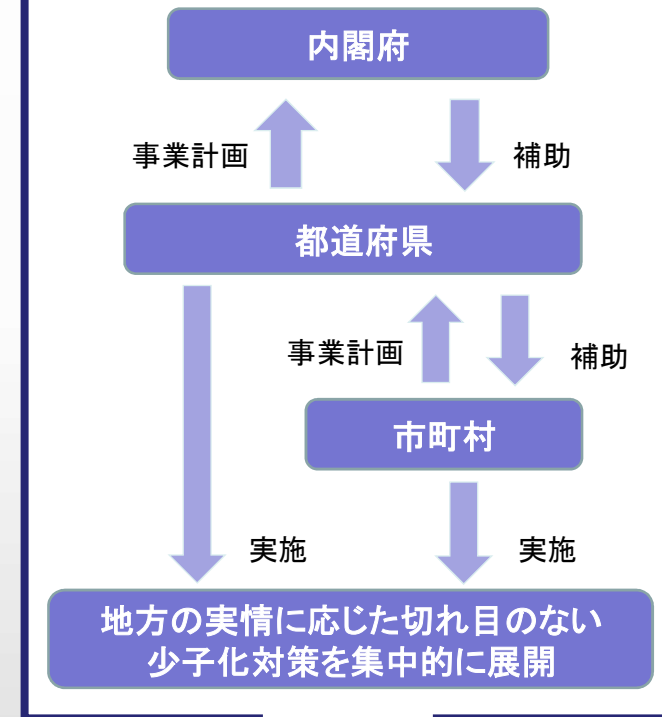 内閣府
事業計画
補助
都道府県
事業計画
補助
市町村
実施
実施
地方の実情に応じた切れ目のない
少子化対策を集中的に展開